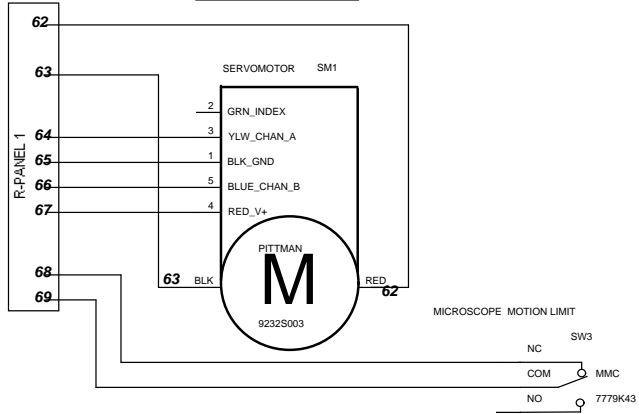 62
SERVOMOTOR SM1
63
2 GRN_INDEX
64 3 YLW_CHAN_A
65 1 BLK_GND
R-PANEL 1
66 5 BLUE_CHAN_B
67 4 RED_V+
PITTMAN
68
63 BLK M RED 62
69
9232S003
MICROSCOPE MOTION LIMIT
SW3
NC
COM MMC
NO 7779K43